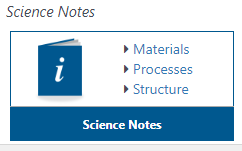 Science Notes
i
Materials
Processes
Structure
Science Notes